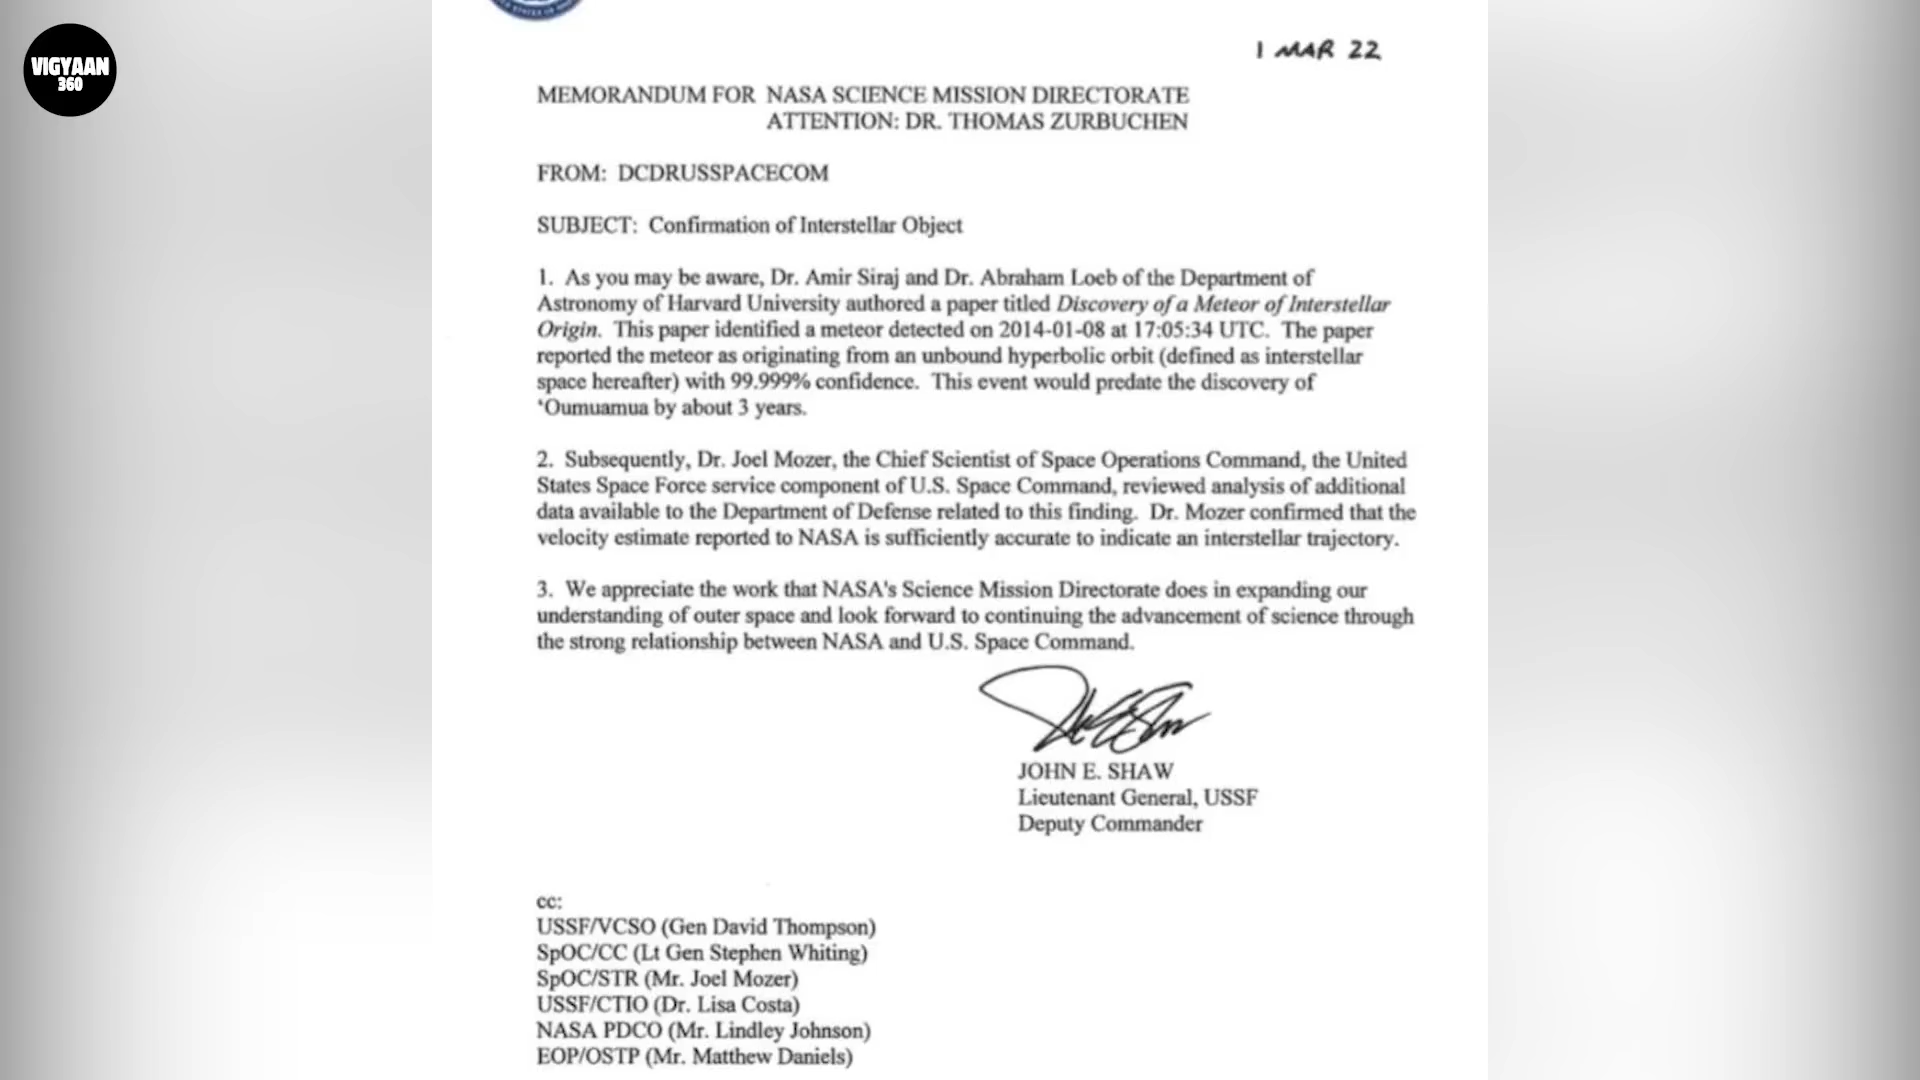 VIGYAAN
360
1 MAR 22
MEMORANDUM FOR NASA SCIENCE MISSION DIRECTORATE
ATTENTION: DR. THOMAS ZURBUCHEN
FROM: DCDRUSSPACECOM
SUBJECT: Confirmation of Interstellar Object
1. As you may be aware, Dr. Amir Siraj and Dr. Abraham Loeb of the Department of
Astronomy of Harvard University authored a paper titled Discovery of a Meteor of Interstellar
Origin. This paper identified a meteor detected on 2014-01-08 at 17:05:34 UTC. The paper
reported the meteor as originating from an unbound hyperbolic orbit (defined as interstellar
space hereafter) with 99.999% confidence. This event would predate the discovery of
‘Oumuamua by about 3 years.
2. Subsequently, Dr. Joel Mozer, the Chief Scientist of Space Operations Command, the United
States Space Force service component of U.S. Space Command, reviewed analysis of additional
data available to the Department of Defense related to this finding. Dr. Mozer confirmed that the
velocity estimate reported to NASA is sufficiently accurate to indicate an interstellar trajectory.
3. We appreciate the work that NASA's Science Mission Directorate does in expanding our
understanding of outer space and look forward to continuing the advancement of science through
the strong relationship between NASA and U.S. Space Command.
JOHN E. SHAW
Lieutenant General, USSF
Deputy Commander
cc:
USSF/VCSO (Gen David Thompson)
SpOC/CC (Lt Gen Stephen Whiting)
SpOC/STR (Mr. Joel Mozer)
USSF/CTIO (Dr. Lisa Costa)
NASA PDCO (Mr. Lindley Johnson)
EOP/OSTP (Mr. Matthew Daniels)